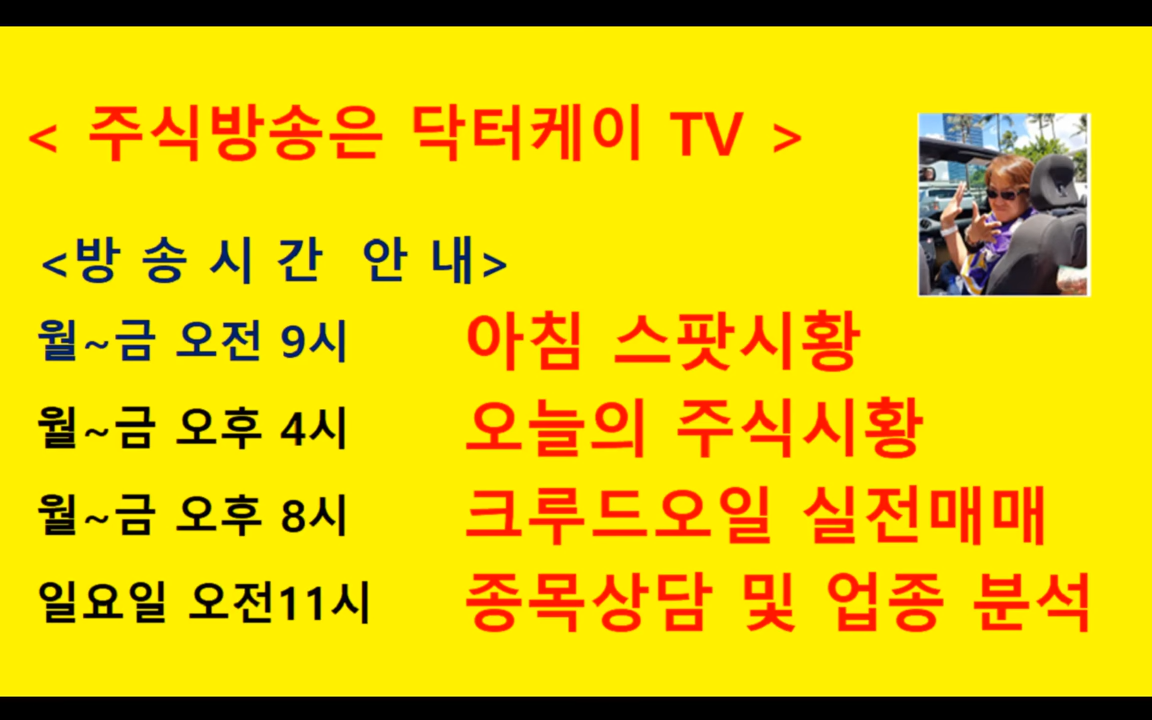 < 주식방송은 닥터케이 TV >
<방 송 시 간 안 내>
월~금 오전 9시 아침 스팟시황
월~금 오후 4시 오늘의 주식시황
월~금 오후 8시 크루드오일 실전매매
일요일 오전11시 종목상담 및 업종 분석